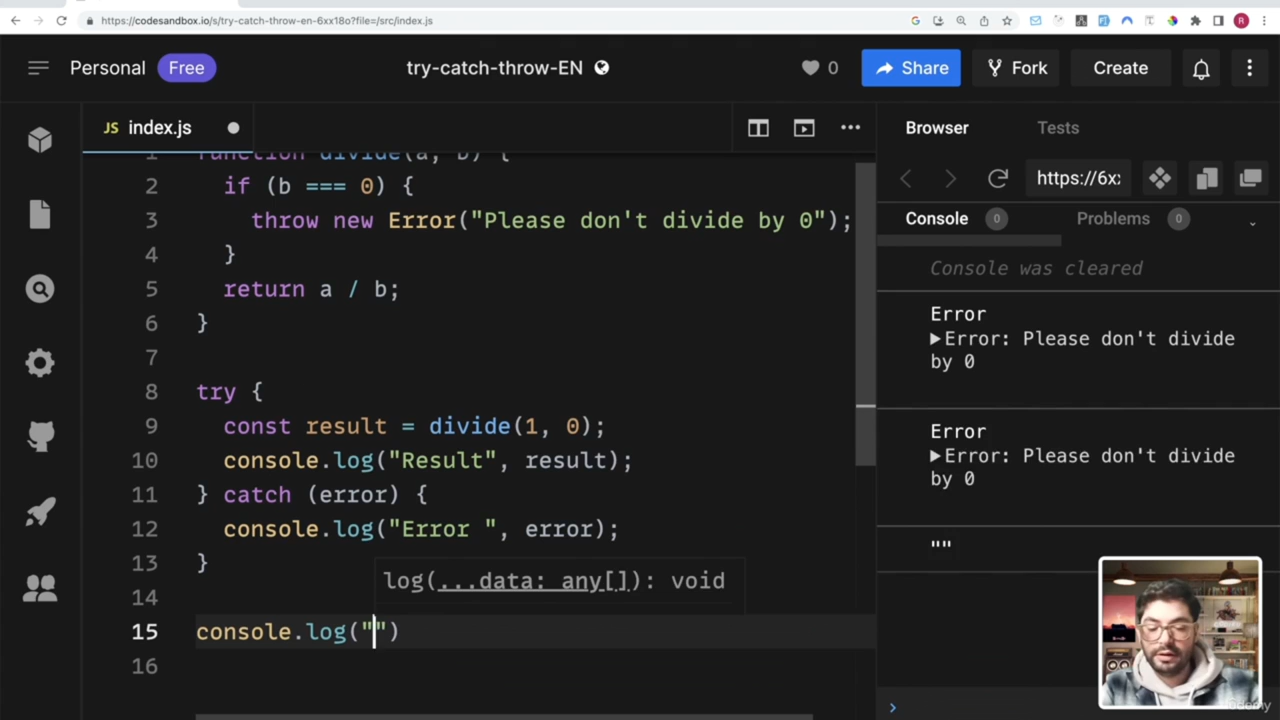 https://codesandbox.io/s/try-catch-throw-en-6xx18o?file=/src/index.js
Personal Free try-catch-throw-EN 0 Share Fork Create
JS index.js
Browser Tests
https://6x
Console 0 Problems 0
1 function divide(a, b) {
2 if (b === 0) {
3 throw new Error("Please don't divide by 0");
4 }
5 return a / b;
6 }
7
8 try {
9 const result = divide(1, 0);
10 console.log("Result", result);
11 } catch (error) {
12 console.log("Error ", error);
13 }
log(...data: any[]): void
14
15 console.log("")
16
Console was cleared
Error
▶Error: Please don't divide
by 0
Error
▶Error: Please don't divide
by 0
""
Udemy